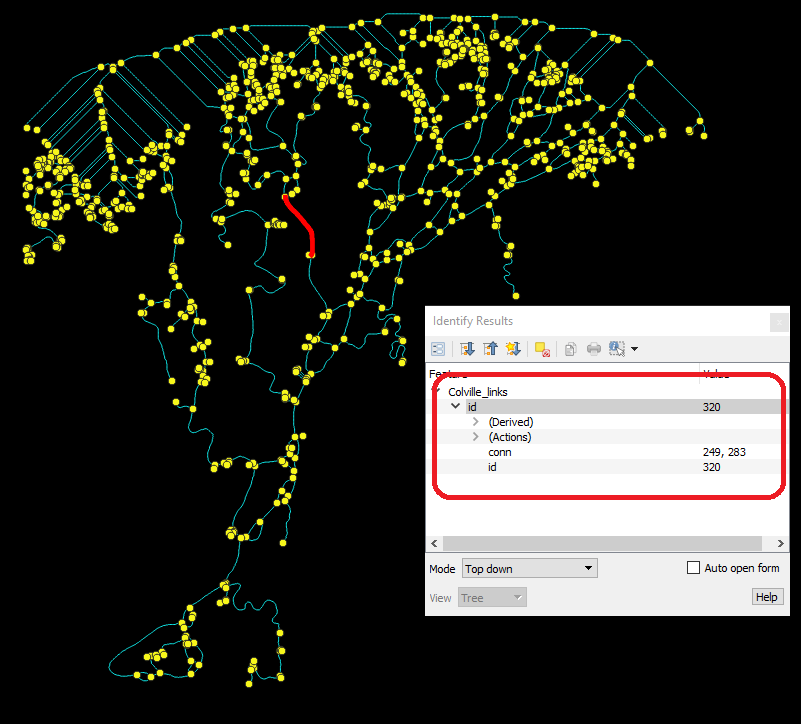 Identify Results
Feature Value
Colville_links
id 320
(Derived)
(Actions)
conn 249, 283
id 320
Mode Top down Auto open form
View Tree Help